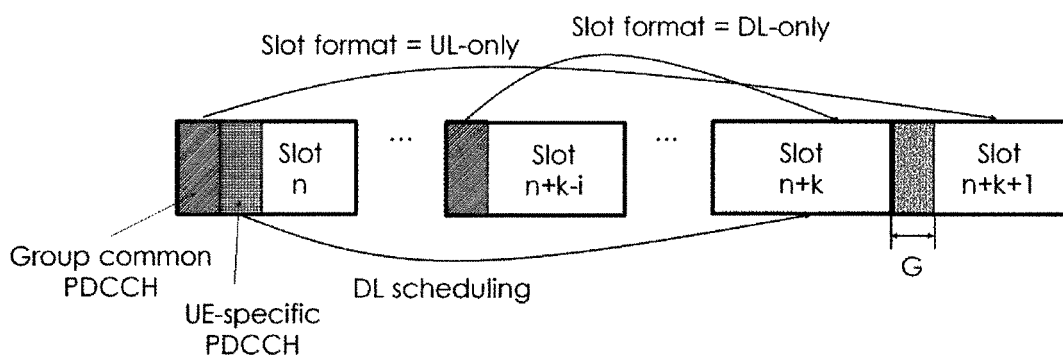 Slot format = UL-only
Slot format = DL-only
Slot
n
...
Slot
n+k-i
...
Slot
n+k
Slot
n+k+1
Group common
PDCCH
UE-specific
PDCCH
DL scheduling
G